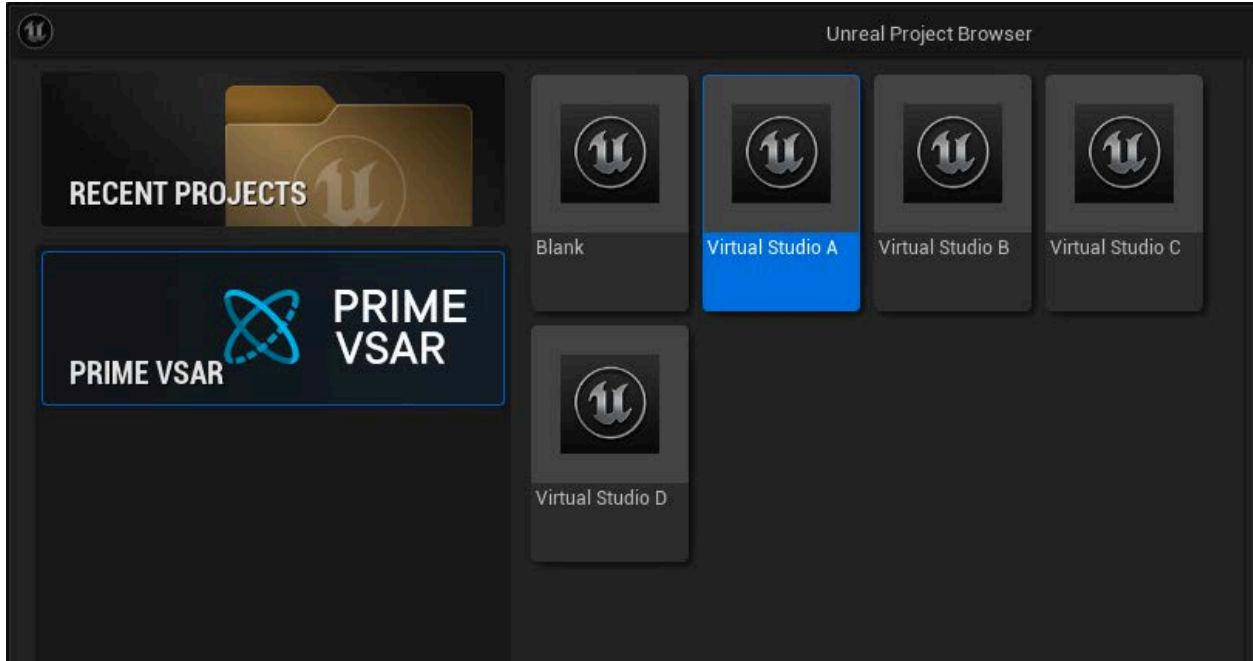 Unreal Project Browser
RECENT PROJECTS
PRIME
VSAR
PRIME VSAR
Blank
Virtual Studio A
Virtual Studio B
Virtual Studio C
Virtual Studio D